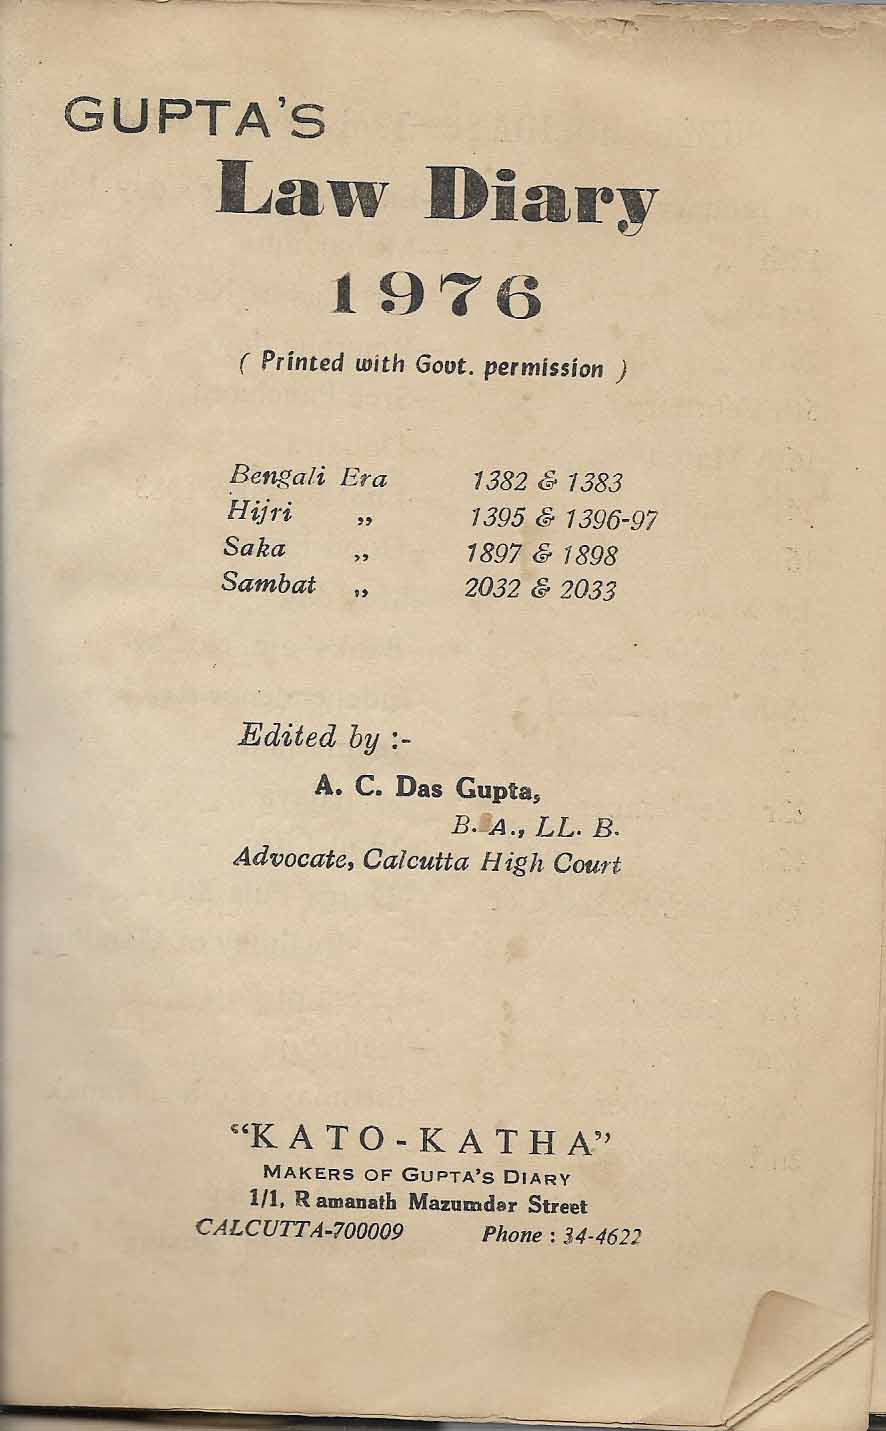 GUPTA'S
Law Diary
1976
( Printed with Govt. permission )
Bengali Era 1382 & 1383
Hijri „ 1395 & 1396-97
Saka „ 1897 & 1898
Sambat „ 2032 & 2033
Edited by :-
A. C. Das Gupta,
B. A., LL. B.
Advocate, Calcutta High Court
“KATO-KATHA”
MAKERS OF GUPTA'S DIARY
1/1, Ramanath Mazumdar Street
CALCUTTA-700009 Phone : 34-4622